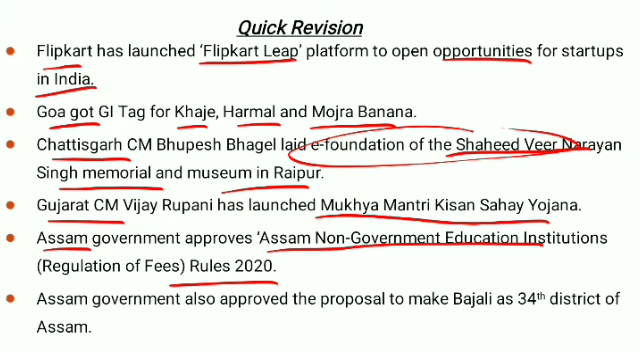 Quick Revision
• Flipkart has launched ‘Flipkart Leap’ platform to open opportunities for startups
in India.
• Goa got GI Tag for Khaje, Harmal and Mojra Banana.
• Chattisgarh CM Bhupesh Bhagel laid e-foundation of the Shaheed Veer Narayan
Singh memorial and museum in Raipur.
• Gujarat CM Vijay Rupani has launched Mukhya Mantri Kisan Sahay Yojana.
• Assam government approves ‘Assam Non-Government Education Institutions
(Regulation of Fees) Rules 2020.
• Assam government also approved the proposal to make Bajali as 34th district of
Assam.